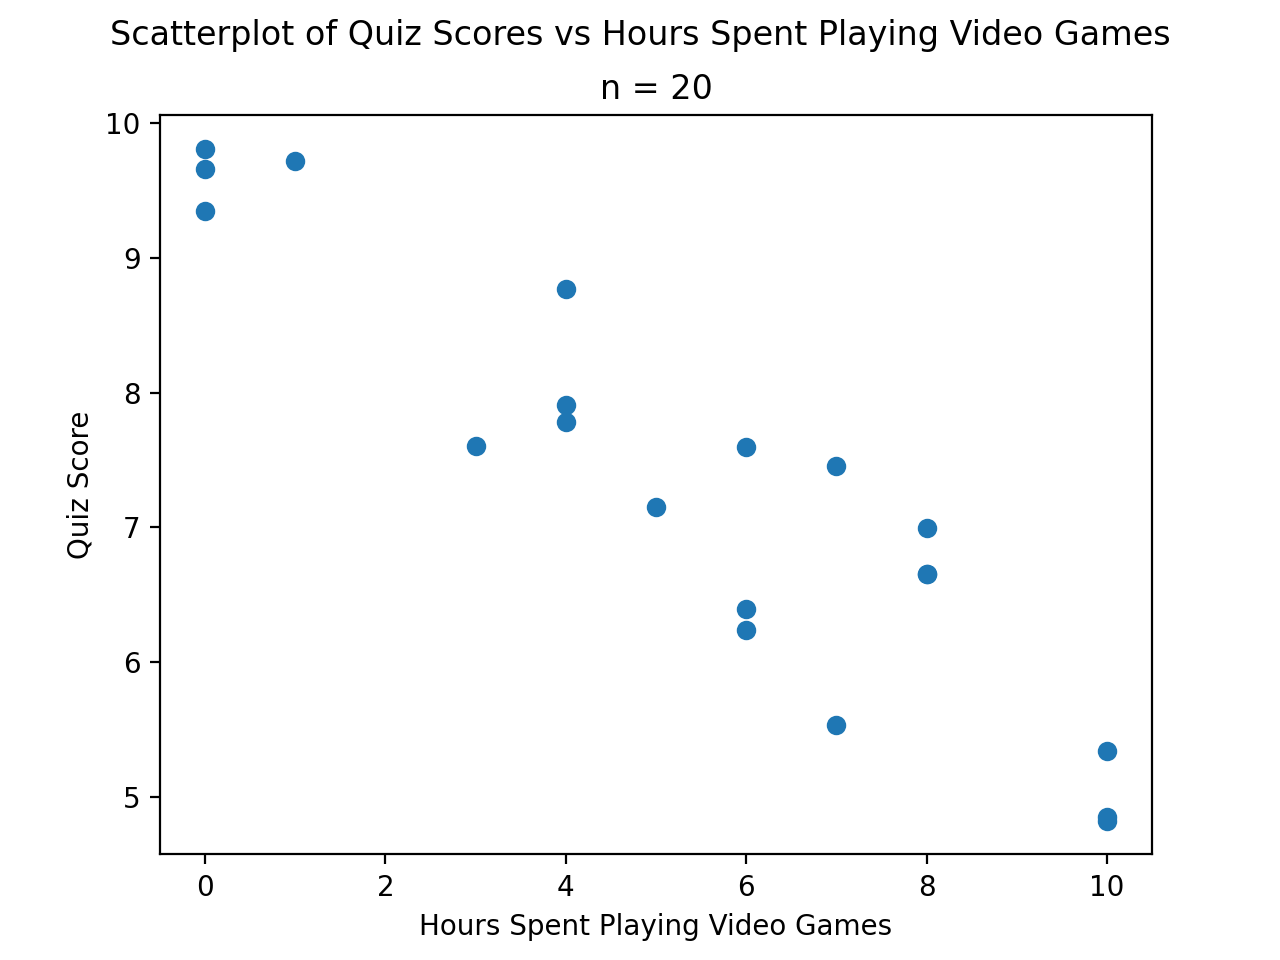 Scatterplot of Quiz Scores vs Hours Spent Playing Video Games
n = 20
10
9
8
7
6
5
Quiz Score
0 2 4 6 8 10
Hours Spent Playing Video Games